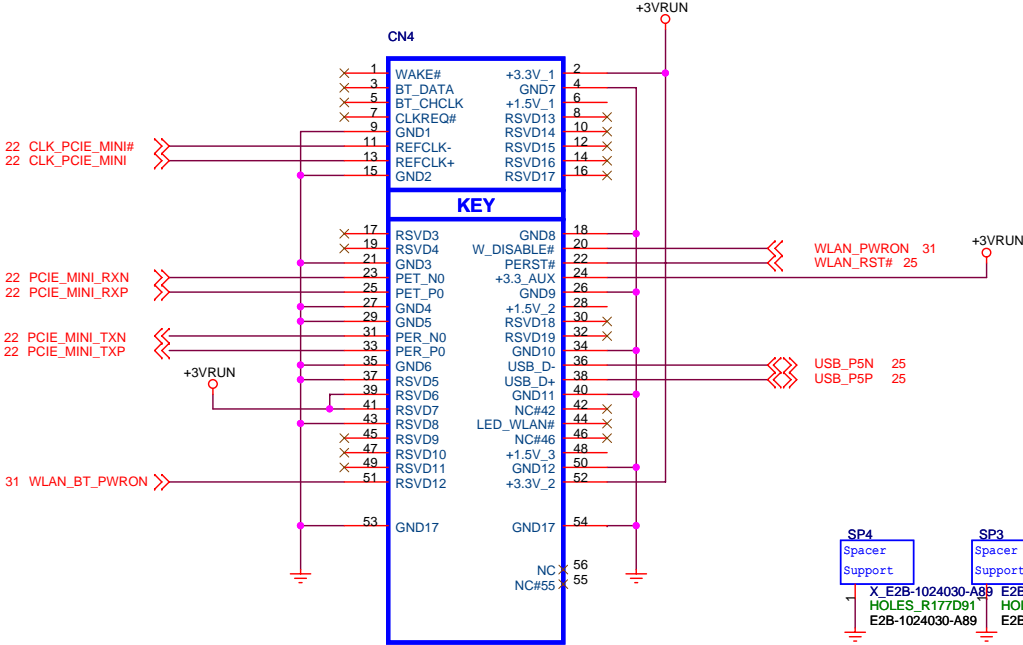 +3VRUN
CN4
1 WAKE# +3.3V_1 2
3 BT_DATA GND7 4
5 BT_CHCLK +1.5V_1 6
7 CLKREQ# RSVD13 8
9 GND1 RSVD14 10
22 CLK_PCIE_MINI# 11 REFCLK- RSVD15 12
22 CLK_PCIE_MINI 13 REFCLK+ RSVD16 14
15 GND2 RSVD17 16
KEY
17 RSVD3 GND8 18
19 RSVD4 W_DISABLE# 20 WLAN_PWRON 31
21 GND3 PERST# 22 WLAN_RST# 25
+3VRUN
22 PCIE_MINI_RXN 23 PET_N0 +3.3_AUX 24
22 PCIE_MINI_RXP 25 PET_P0 GND9 26
27 GND4 +1.5V_2 28
29 GND5 RSVD18 30
22 PCIE_MINI_TXN 31 PER_N0 RSVD19 32
22 PCIE_MINI_TXP 33 PER_P0 GND10 34
35 GND6 USB_D- 36 USB_P5N 25
+3VRUN
37 RSVD5 USB_D+ 38 USB_P5P 25
39 RSVD6 GND11 40
41 RSVD7 NC#42 42
43 RSVD8 LED_WLAN# 44
45 RSVD9 NC#46 46
47 RSVD10 +1.5V_3 48
49 RSVD11 GND12 50
31 WLAN_BT_PWRON 51 RSVD12 +3.3V_2 52
53 GND17 GND17 54
NC 56
NC#55 55
SP4
Spacer
Support
1
X_E2B-1024030-A89
HOLES_R177D91
E2B-1024030-A89
SP3
Spacer
Support
1
E2B
HOL
E2B